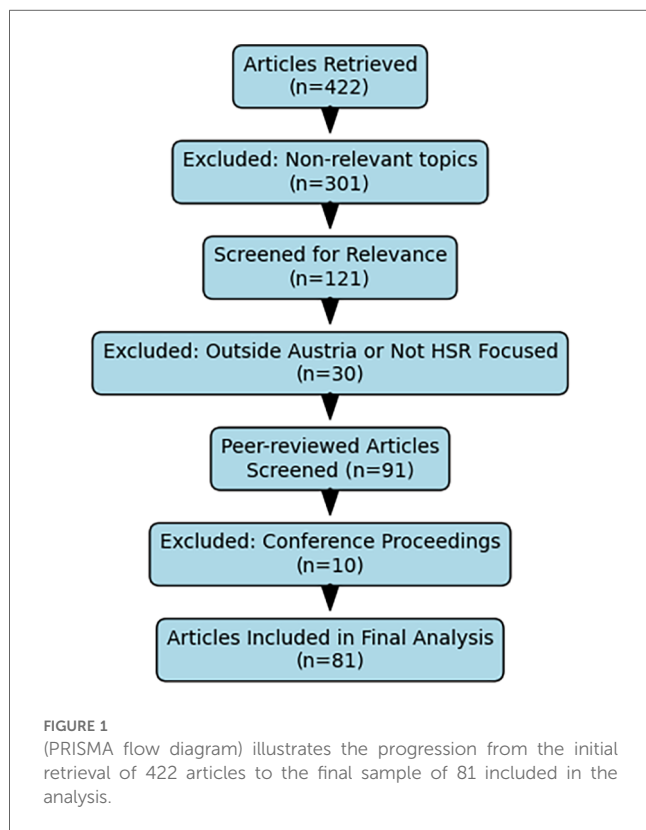 Articles Retrieved
(n=422)
Excluded: Non-relevant topics
(n=301)
Screened for Relevance
(n=121)
Excluded: Outside Austria or Not HSR Focused
(n=30)
Peer-reviewed Articles
Screened (n=91)
Excluded: Conference Proceedings
(n=10)
Articles Included in Final Analysis
(n=81)
FIGURE 1
(PRISMA flow diagram) illustrates the progression from the initial
retrieval of 422 articles to the final sample of 81 included in the
analysis.